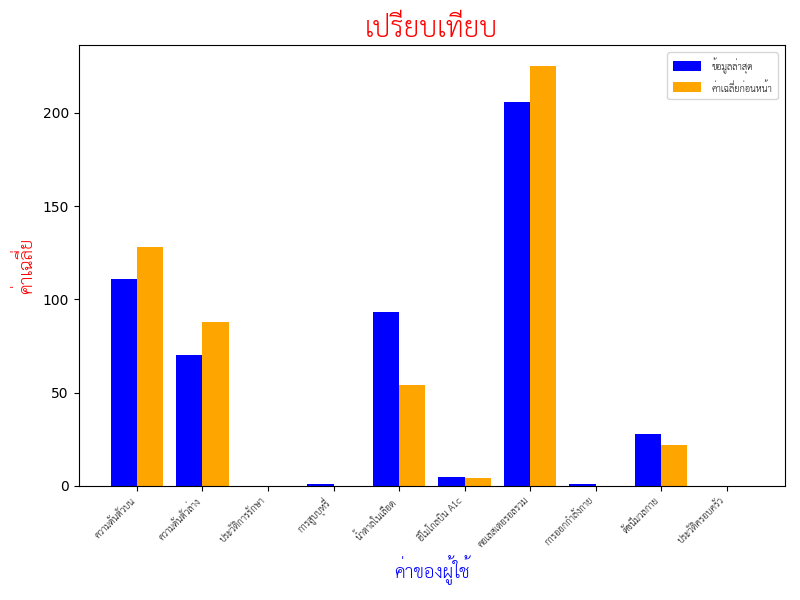 เปรียบเทียบ
ข้อมูลล่าสุด
ค่าเฉลี่ยก่อนหน้า
ค่าเฉลี่ย
200
150
100
50
0
ความดันตัวบน
ความดันตัวล่าง
ประวัติการรักษา
การสูบบุหรี่
น้ำตาลในเลือด
ฮีโมโกลบิน A1c
คอเลสเตอรอลรวม
การออกกำลังกาย
ดัชนีมวลกาย
ประวัติครอบครัว
ค่าของผู้ใช้